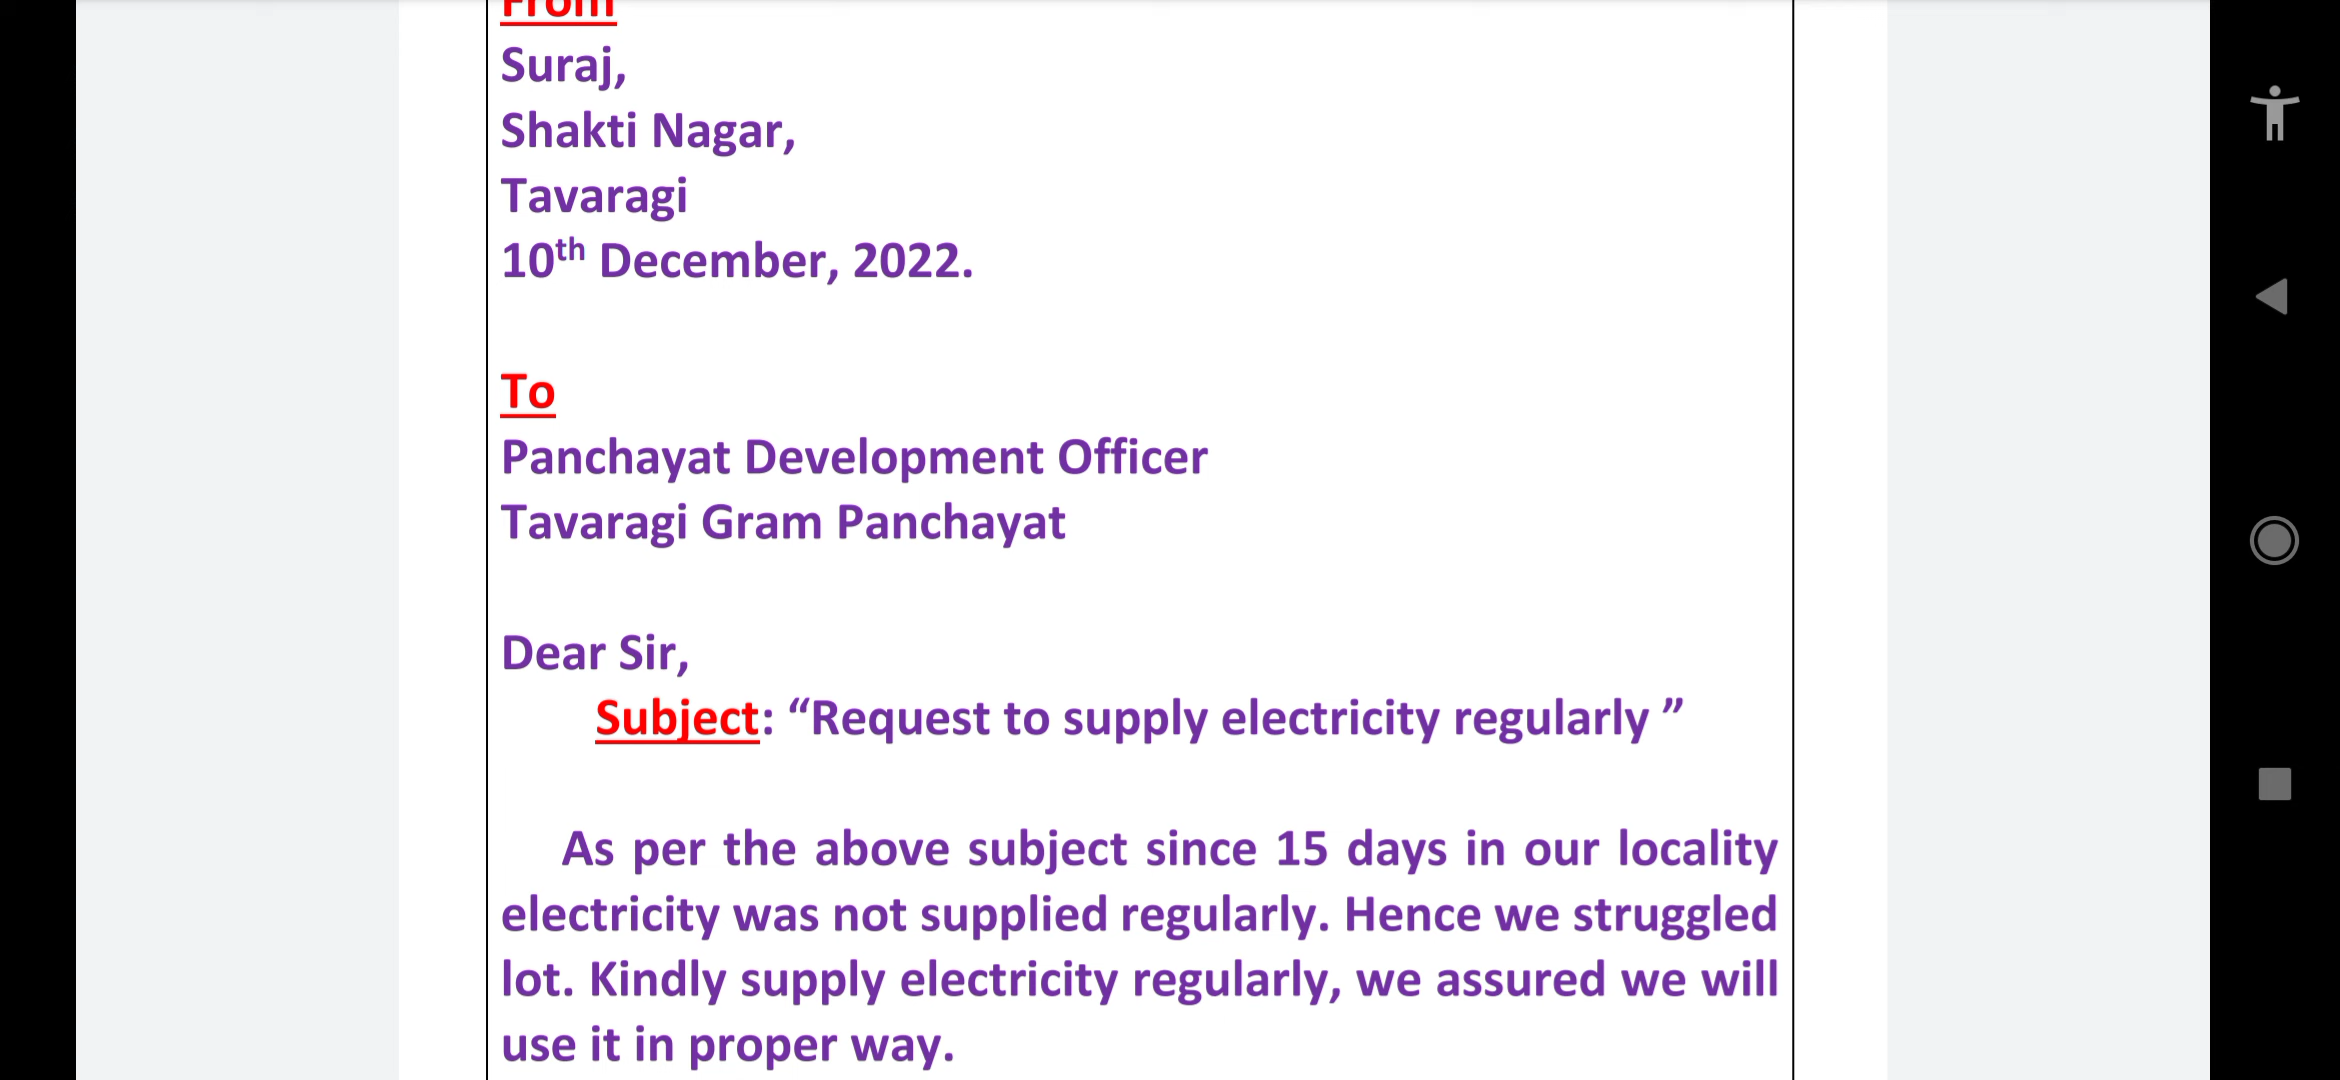 From
Suraj,
Shakti Nagar,
Tavaragi
10th December, 2022.
To
Panchayat Development Officer
Tavaragi Gram Panchayat
Dear Sir,
Subject: “Request to supply electricity regularly ”
As per the above subject since 15 days in our locality
electricity was not supplied regularly. Hence we struggled
lot. Kindly supply electricity regularly, we assured we will
use it in proper way.